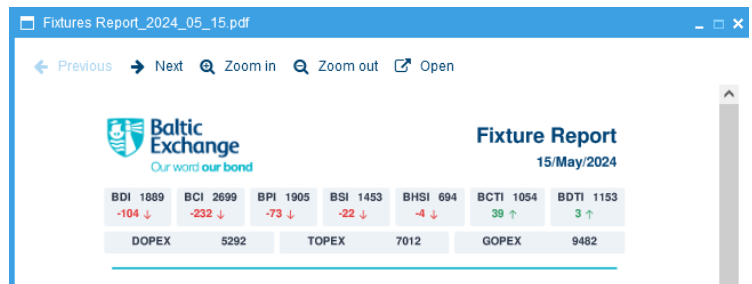 Fixtures Report_2024_05_15.pdf
Previous Next Zoom in Zoom out Open
Baltic
Exchange
Our word our bond
Fixture Report
15/May/2024
BDI 1889 BCI 2699 BPI 1905 BSI 1453 BHSI 694 BCTI 1054 BDTI 1153
-104 ↓ -232 ↓ -73 ↓ -22 ↓ -4 ↓ 39 ↑ 3 ↑
DOPEX 5292 TOPEX 7012 GOPEX 9482